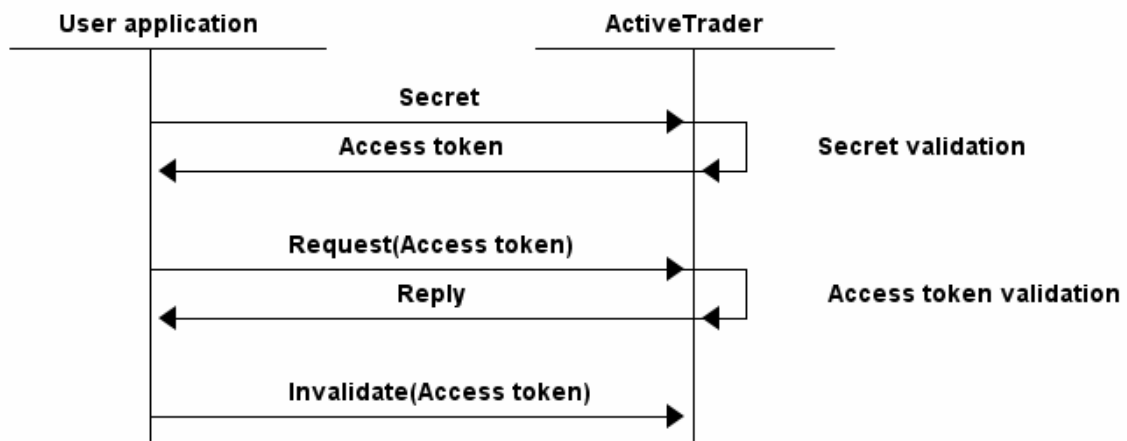 User application
ActiveTrader
Secret
Access token
Secret validation
Request(Access token)
Reply
Access token validation
Invalidate(Access token)